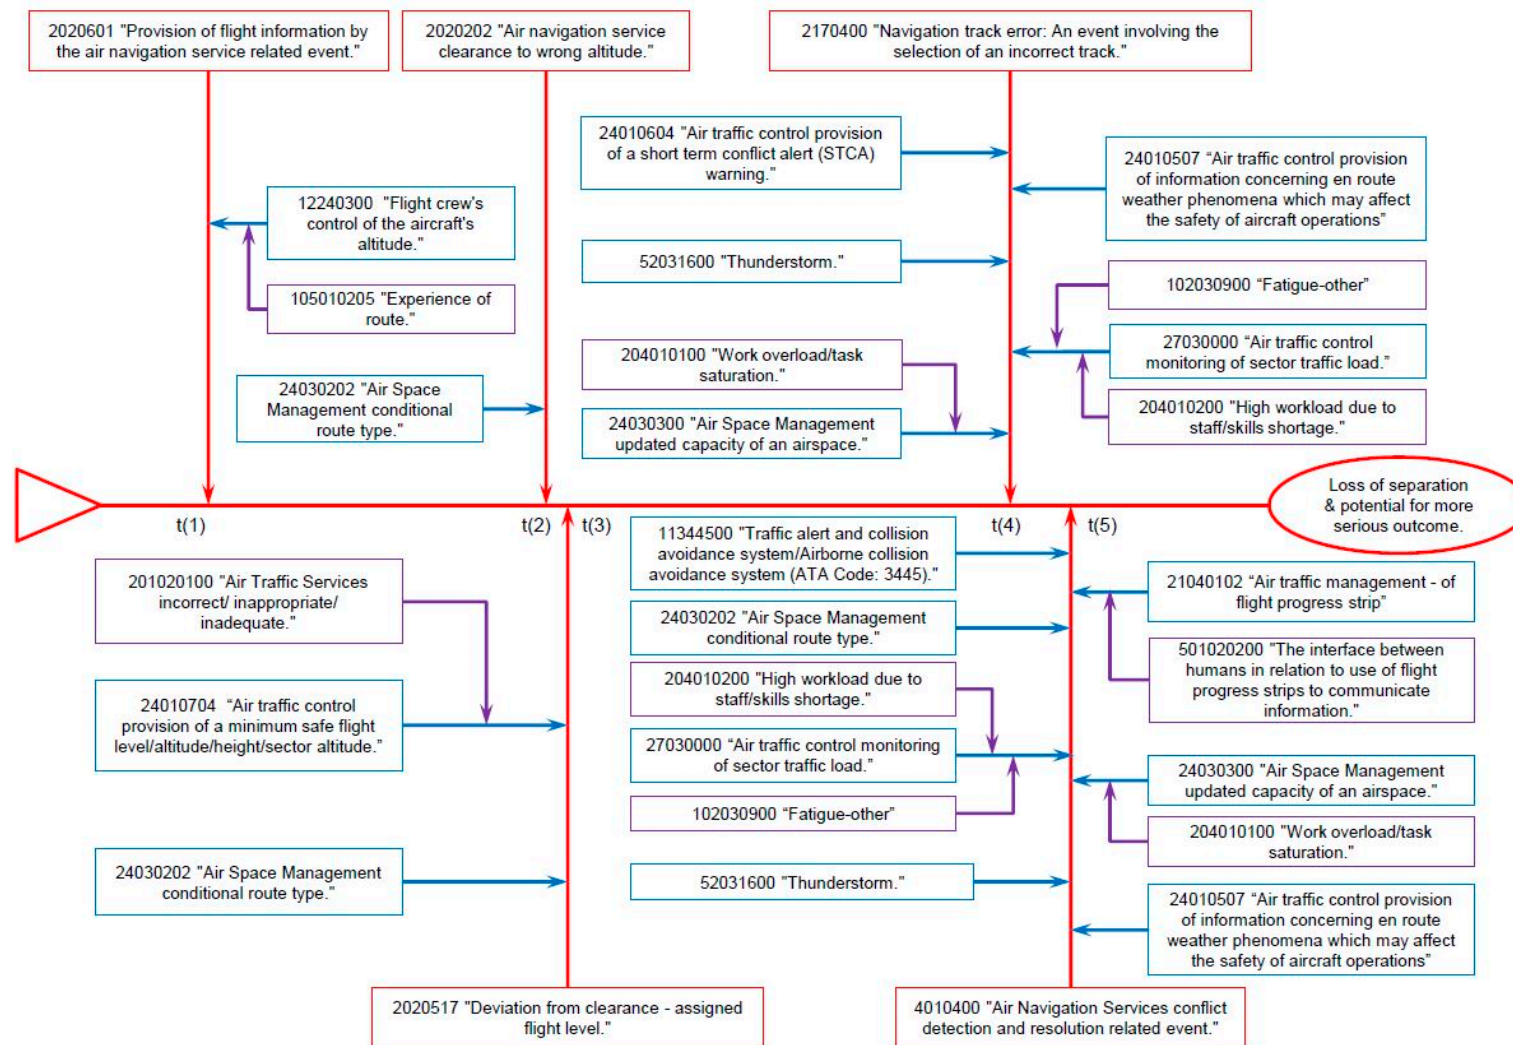 2020601 "Provision of flight information by
the air navigation service related event."
2020202 "Air navigation service
clearance to wrong altitude."
2170400 "Navigation track error: An event involving the
selection of an incorrect track."
12240300  "Flight crew's
control of the aircraft's
altitude."
105010205 "Experience of
route."
24030202 "Air Space
Management conditional
route type."
24010604 "Air traffic control provision
of a short term conflict alert (STCA)
warning."
52031600 "Thunderstorm."
204010100 "Work overload/task
saturation."
24030300 "Air Space Management
updated capacity of an airspace."
24010507 “Air traffic control provision
of information concerning en route
weather phenomena which may affect
the safety of aircraft operations”
102030900 “Fatigue-other”
27030000 “Air traffic control
monitoring of sector traffic load.”
204010200 "High workload due to
staff/skills shortage."
t(1)
t(2)
t(3)
t(4)
t(5)
Loss of separation
& potential for more
serious outcome.
201020100 "Air Traffic Services
incorrect/ inappropriate/
inadequate."
24010704  “Air traffic control
provision of a minimum safe flight
level/altitude/height/sector altitude.”
24030202 "Air Space Management
conditional route type."
11344500 "Traffic alert and collision
avoidance system/Airborne collision
avoidance system (ATA Code: 3445)."
24030202 "Air Space Management
conditional route type."
204010200 "High workload due to
staff/skills shortage."
27030000 “Air traffic control monitoring
of sector traffic load.”
102030900 “Fatigue-other”
52031600 "Thunderstorm."
21040102 “Air traffic management - of
flight progress strip”
501020200 "The interface between
humans in relation to use of flight
progress strips to communicate
information."
24030300 "Air Space Management
updated capacity of an airspace."
204010100 "Work overload/task
saturation."
24010507 “Air traffic control provision
of information concerning en route
weather phenomena which may affect
the safety of aircraft operations”
2020517 "Deviation from clearance - assigned
flight level."
4010400 "Air Navigation Services conflict
detection and resolution related event."